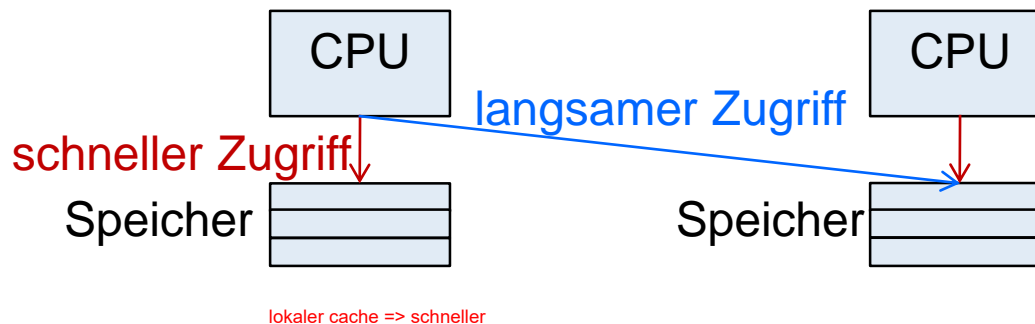 CPU
CPU
langsamer Zugriff
schneller Zugriff
Speicher
Speicher
lokaler cache => schneller